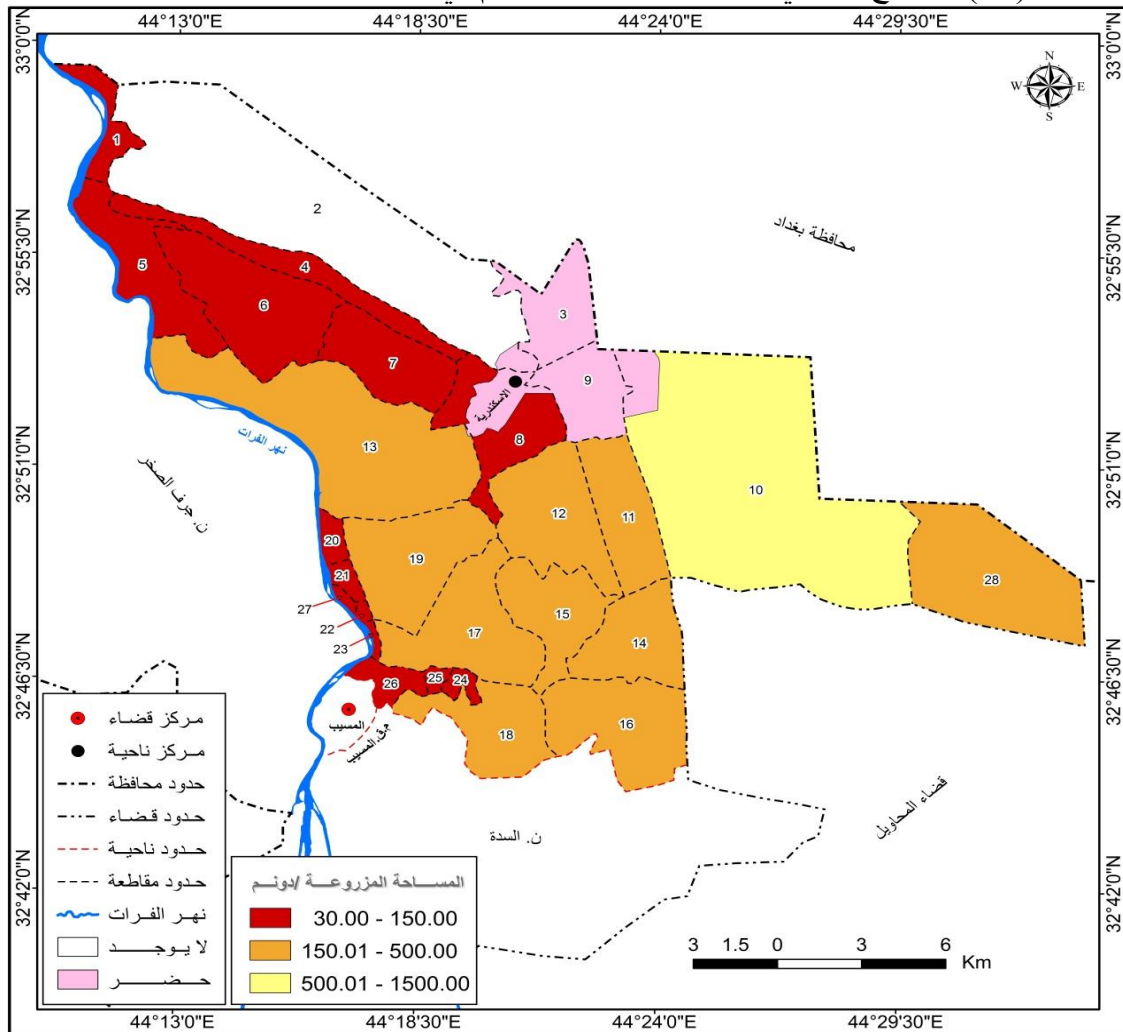 44°13'0"E 44°18'30"E 44°24'0"E 44°29'30"E
33°0'0"N 33°0'0"N
N
W E
S
1
2
محافظة بغداد
32°55'30"N 32°55'30"N
5
4
6
3
7
9
الاسكندرية
8
نهر الفرات
13
32°51'0"N 32°51'0"N
ن. جرف الصخر
10
12
11
20
19
28
21
27
15
22
17
14
23
32°46'30"N 32°46'30"N
26
25
24
المسيب
م.ق. المسيب
18
16
قضاء المحاويل
ن. السدة
32°42'0"N 32°42'0"N
مركز قضاء
مركز ناحية
حدود محافظة
حدود قضاء
حدود ناحية
حدود مقاطعة
نهر الفرات
لا يوجد
حضر
المساحة المزروعة /دونم
30.00 - 150.00
150.01 - 500.00
500.01 - 1500.00
3 1.5 0 3 6
Km
44°13'0"E 44°18'30"E 44°24'0"E 44°29'30"E